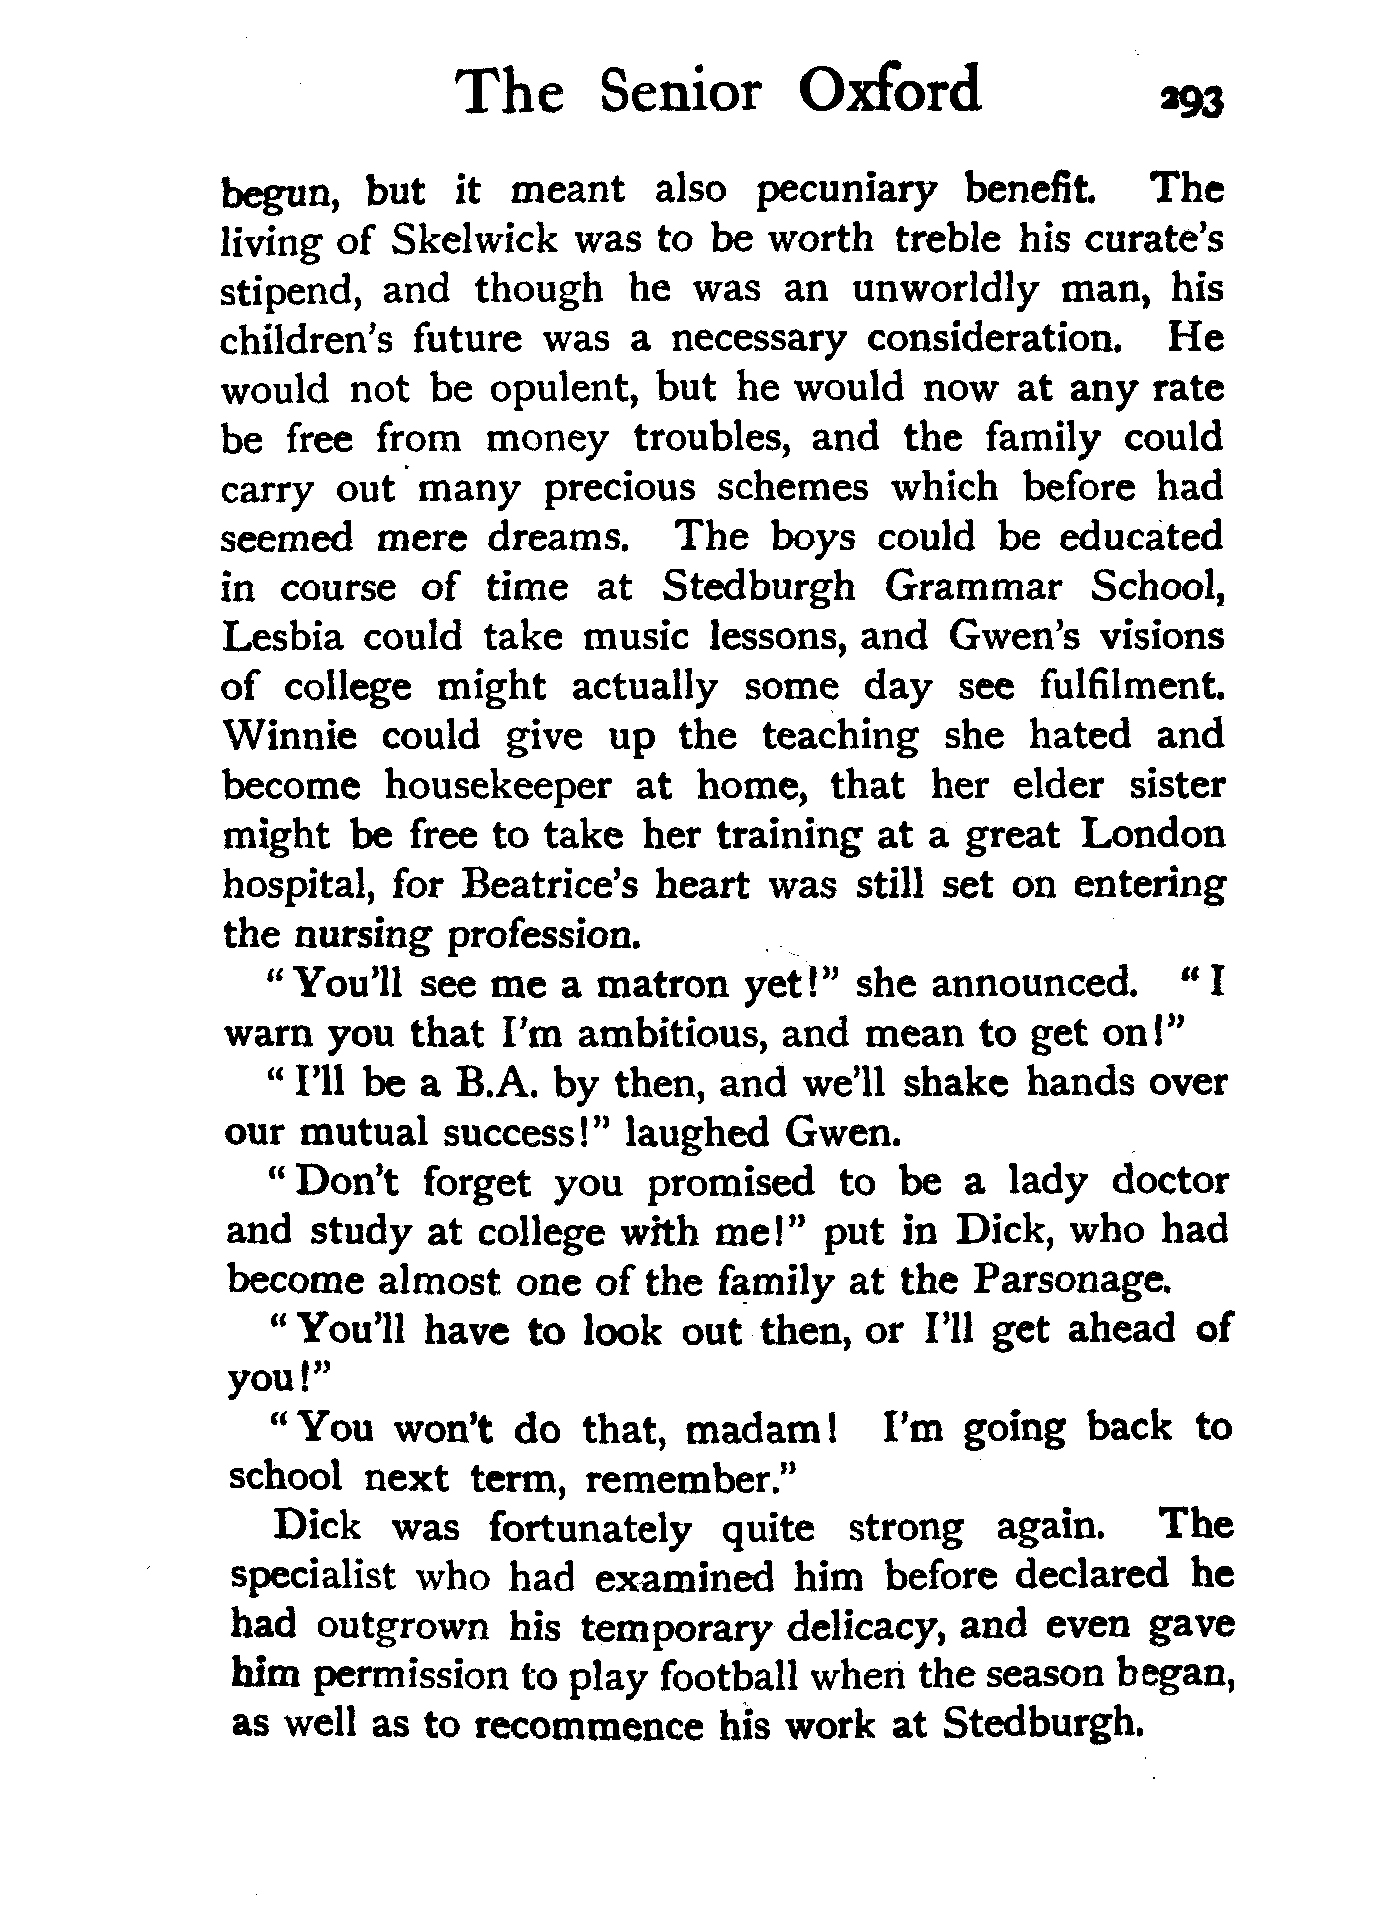 The Senior Oxford 293
begun, but it meant also pecuniary benefit. The
living of Skelwick was to be worth treble his curate's
stipend, and though he was an unworldly man, his
children's future was a necessary consideration. He
would not be opulent, but he would now at any rate
be free from money troubles, and the family could
carry out many precious schemes which before had
seemed mere dreams. The boys could be educated
in course of time at Stedburgh Grammar School,
Lesbia could take music lessons, and Gwen's visions
of college might actually some day see fulfilment.
Winnie could give up the teaching she hated and
become housekeeper at home, that her elder sister
might be free to take her training at a great London
hospital, for Beatrice's heart was still set on entering
the nursing profession.
"You'll see me a matron yet!" she announced. "I
warn you that I'm ambitious, and mean to get on!"
"I'll be a B.A. by then, and we'll shake hands over
our mutual success!" laughed Gwen.
"Don't forget you promised to be a lady doctor
and study at college with me!" put in Dick, who had
become almost one of the family at the Parsonage.
"You'll have to look out then, or I'll get ahead of
you!"
"You won't do that, madam! I'm going back to
school next term, remember."
Dick was fortunately quite strong again. The
specialist who had examined him before declared he
had outgrown his temporary delicacy, and even gave
him permission to play football when the season began,
as well as to recommence his work at Stedburgh.